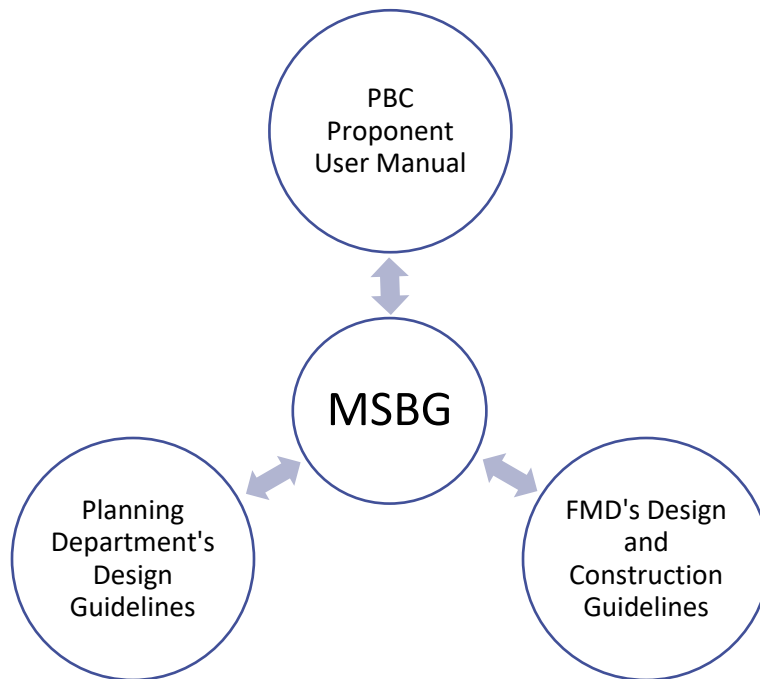 PBC
Proponent
User Manual
MSBG
Planning
Department's
Design
Guidelines
FMD's Design
and
Construction
Guidelines